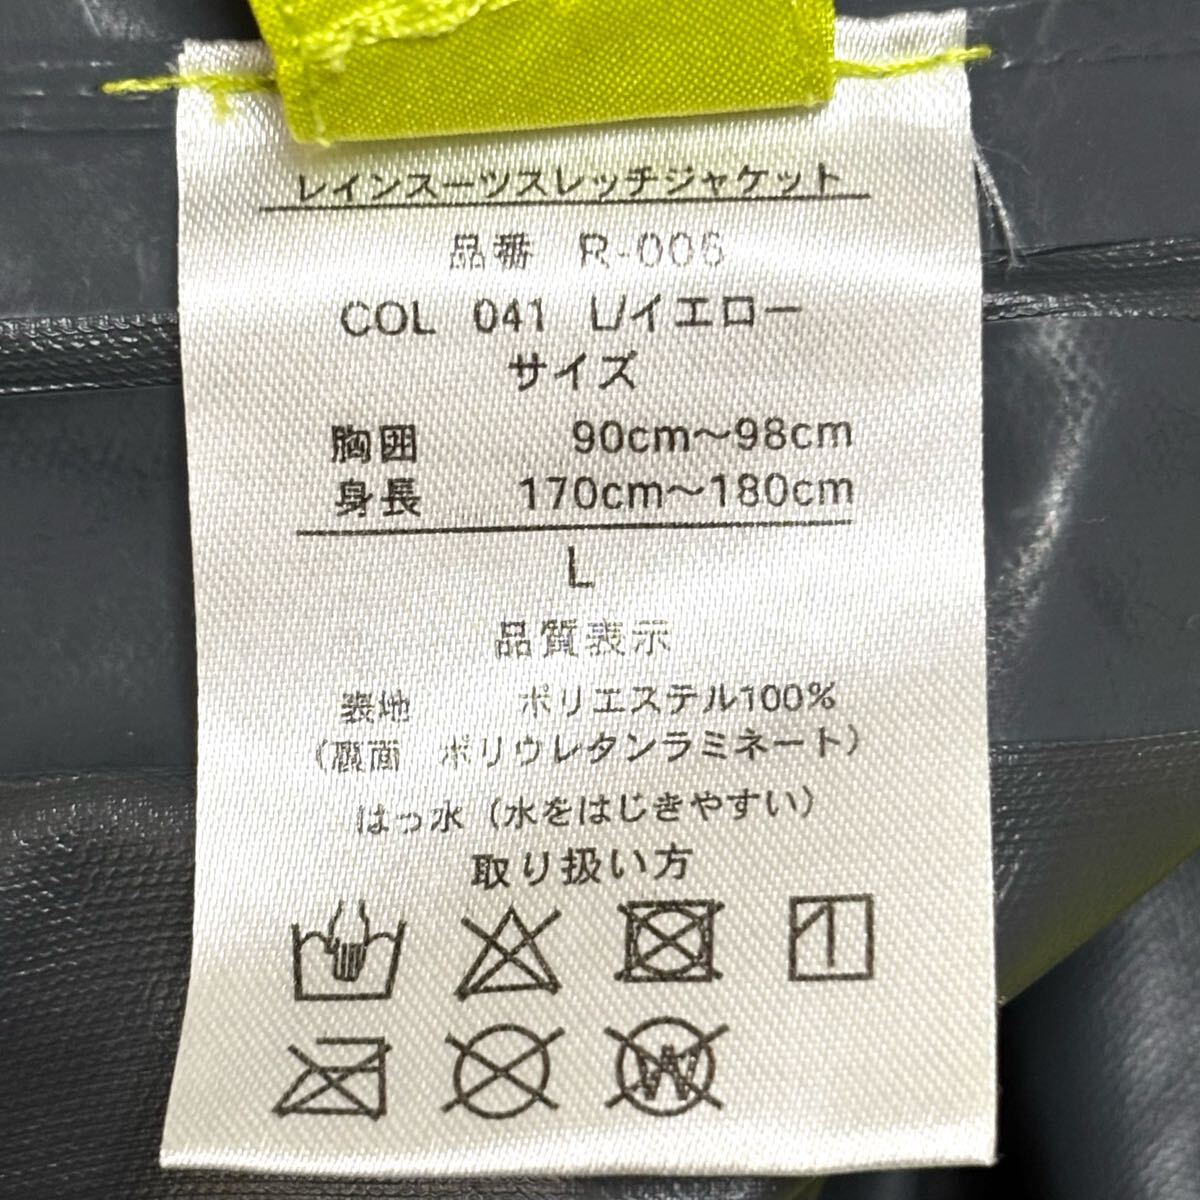 レインスーツスレッチジャケット
品番 R-006
COL 041 L/イエロー
サイズ
胸囲 90cm〜98cm
身長 170cm〜180cm
L
品質表示
表地 ポリエステル100%
（裏面 ポリウレタンラミネート）
はっ水（水をはじきやすい）
取り扱い方
W